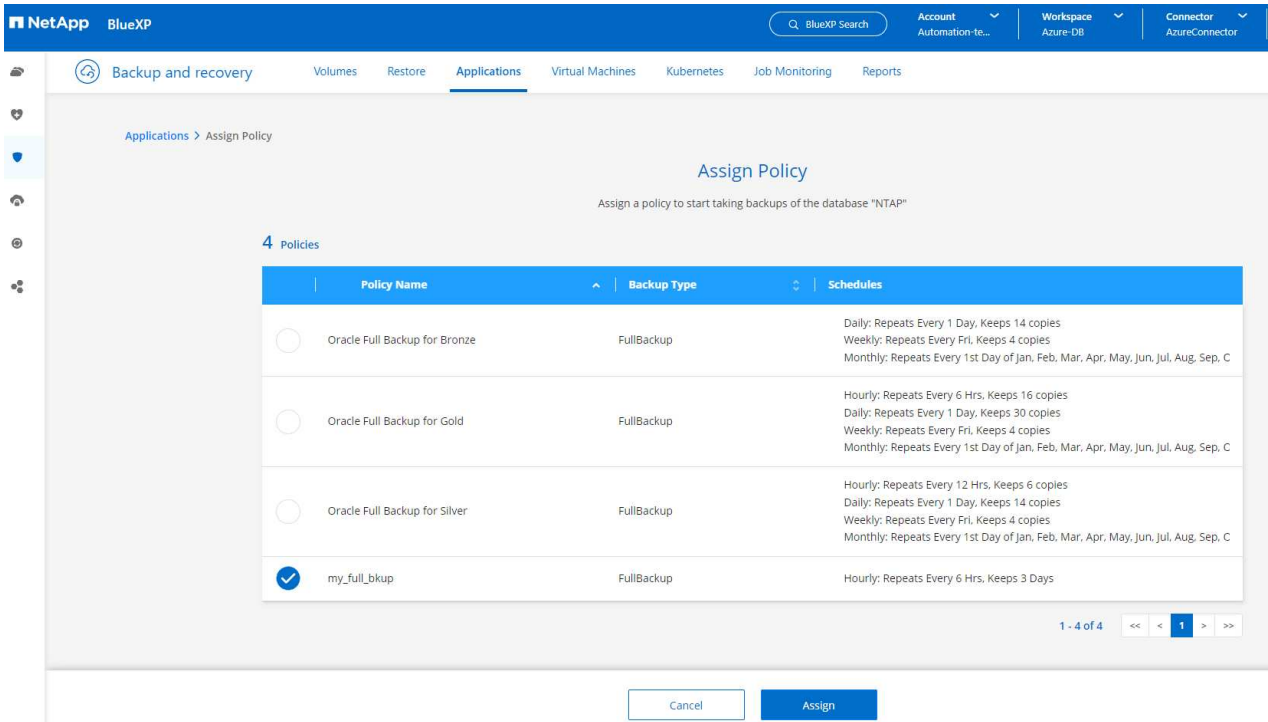 NetApp BlueXP
BlueXP Search
Account
Automation-te...
Workspace
Azure-DB
Connector
AzureConnector
Backup and recovery
Volumes Restore Applications Virtual Machines Kubernetes Job Monitoring Reports
Applications > Assign Policy
Assign Policy
Assign a policy to start taking backups of the database "NTAP"
4 Policies
Policy Name Backup Type Schedules
Oracle Full Backup for Bronze FullBackup
Daily: Repeats Every 1 Day, Keeps 14 copies
Weekly: Repeats Every Fri, Keeps 4 copies
Monthly: Repeats Every 1st Day of Jan, Feb, Mar, Apr, May, Jun, Jul, Aug, Sep, O
Oracle Full Backup for Gold FullBackup
Hourly: Repeats Every 6 Hrs, Keeps 16 copies
Daily: Repeats Every 1 Day, Keeps 30 copies
Weekly: Repeats Every Fri, Keeps 4 copies
Monthly: Repeats Every 1st Day of Jan, Feb, Mar, Apr, May, Jun, Jul, Aug, Sep, O
Oracle Full Backup for Silver FullBackup
Hourly: Repeats Every 12 Hrs, Keeps 6 copies
Daily: Repeats Every 1 Day, Keeps 14 copies
Weekly: Repeats Every Fri, Keeps 4 copies
Monthly: Repeats Every 1st Day of Jan, Feb, Mar, Apr, May, Jun, Jul, Aug, Sep, O
my_full_bkup FullBackup Hourly: Repeats Every 6 Hrs, Keeps 3 Days
1 - 4 of 4 << < 1 > >>
Cancel Assign